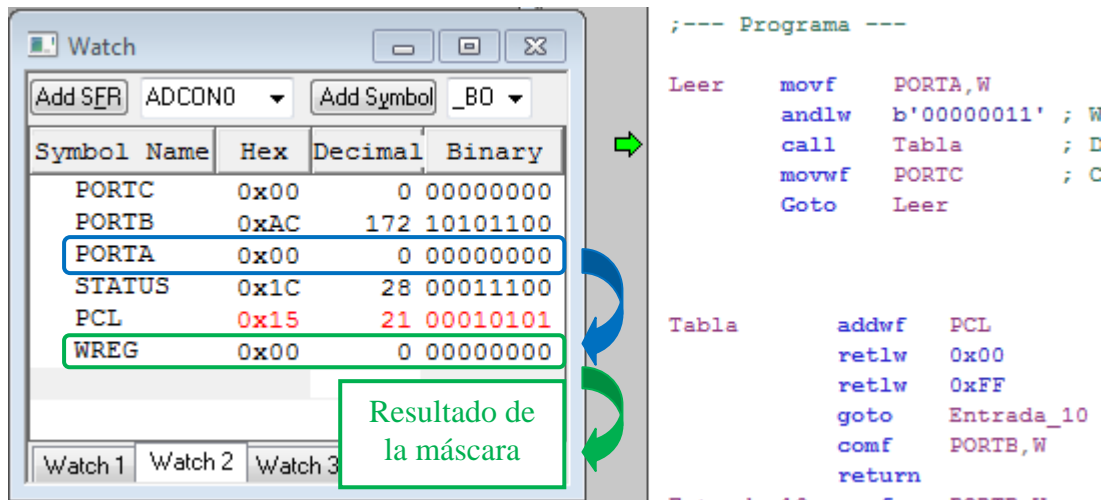 Watch
Add SFR ADCON0 Add Symbol _B0
Symbol Name Hex Decimal Binary
PORTC 0x00 0 00000000
PORTB 0xAC 172 10101100
PORTA 0x00 0 00000000
STATUS 0x1C 28 00011100
PCL 0x15 21 00010101
WREG 0x00 0 00000000
Resultado de
la máscara
Watch 1 Watch 2 Watch 3
;--- Programa ---
Leer movf PORTA,W
andlw b'00000011' ; W
call Tabla ; D
movwf PORTC ; C
Goto Leer
Tabla addwf PCL
retlw 0x00
retlw 0xFF
goto Entrada_10
comf PORTB,W
return